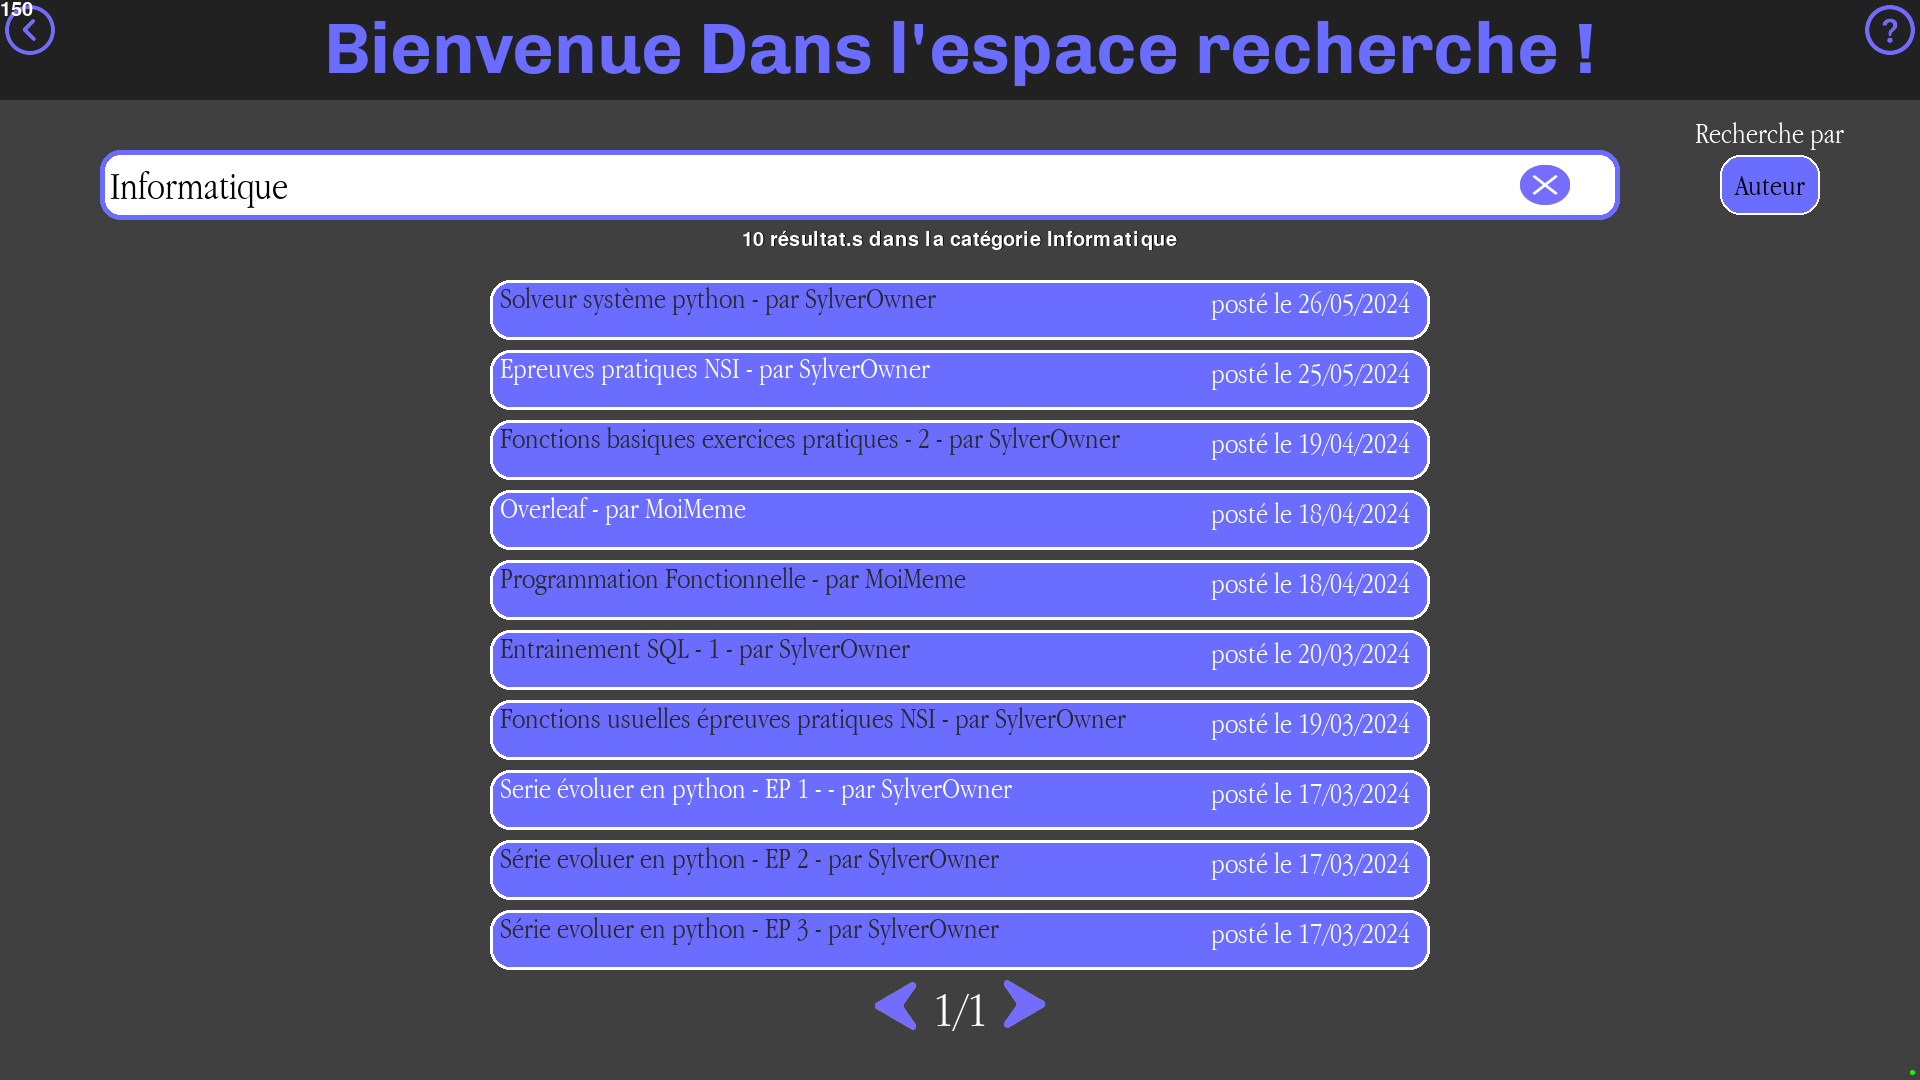 150
Bienvenue Dans l'espace recherche !
?
Recherche par
Informatique
Auteur
10 résultat.s dans la catégorie Informatique
Solveur système python - par SylverOwner posté le 26/05/2024
Epreuves pratiques NSI - par SylverOwner posté le 25/05/2024
Fonctions basiques exercices pratiques - 2 - par SylverOwner posté le 19/04/2024
Overleaf - par MoiMeme posté le 18/04/2024
Programmation Fonctionnelle - par MoiMeme posté le 18/04/2024
Entrainement SQL - 1 - par SylverOwner posté le 20/03/2024
Fonctions usuelles épreuves pratiques NSI - par SylverOwner posté le 19/03/2024
Serie évoluer en python - EP 1 - - par SylverOwner posté le 17/03/2024
Série evoluer en python - EP 2 - par SylverOwner posté le 17/03/2024
Série evoluer en python - EP 3 - par SylverOwner posté le 17/03/2024
1/1